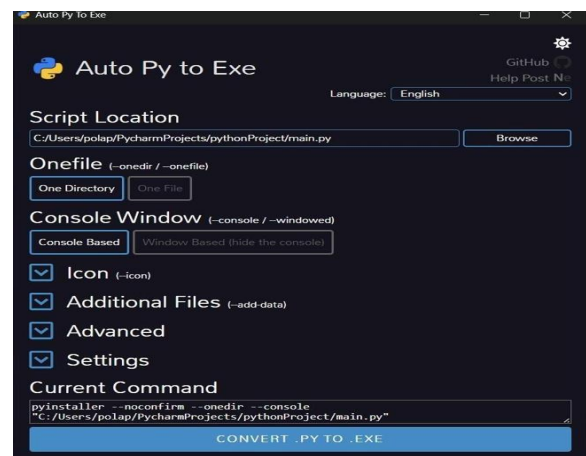 Auto Py To Exe
Auto Py to Exe
GitHub
Help Post
Language: English
Script Location
C:/Users/polap/PycharmProjects/pythonProject/main.py Browse
Onefile (--onedir / --onefile)
One Directory One File
Console Window (--console / --windowed)
Console Based Window Based (hide the console)
Icon (--icon)
Additional Files (--add-data)
Advanced
Settings
Current Command
pyinstaller --noconfirm --onedir --console
"C:/Users/polap/PycharmProjects/pythonProject/main.py"
CONVERT .PY TO .EXE